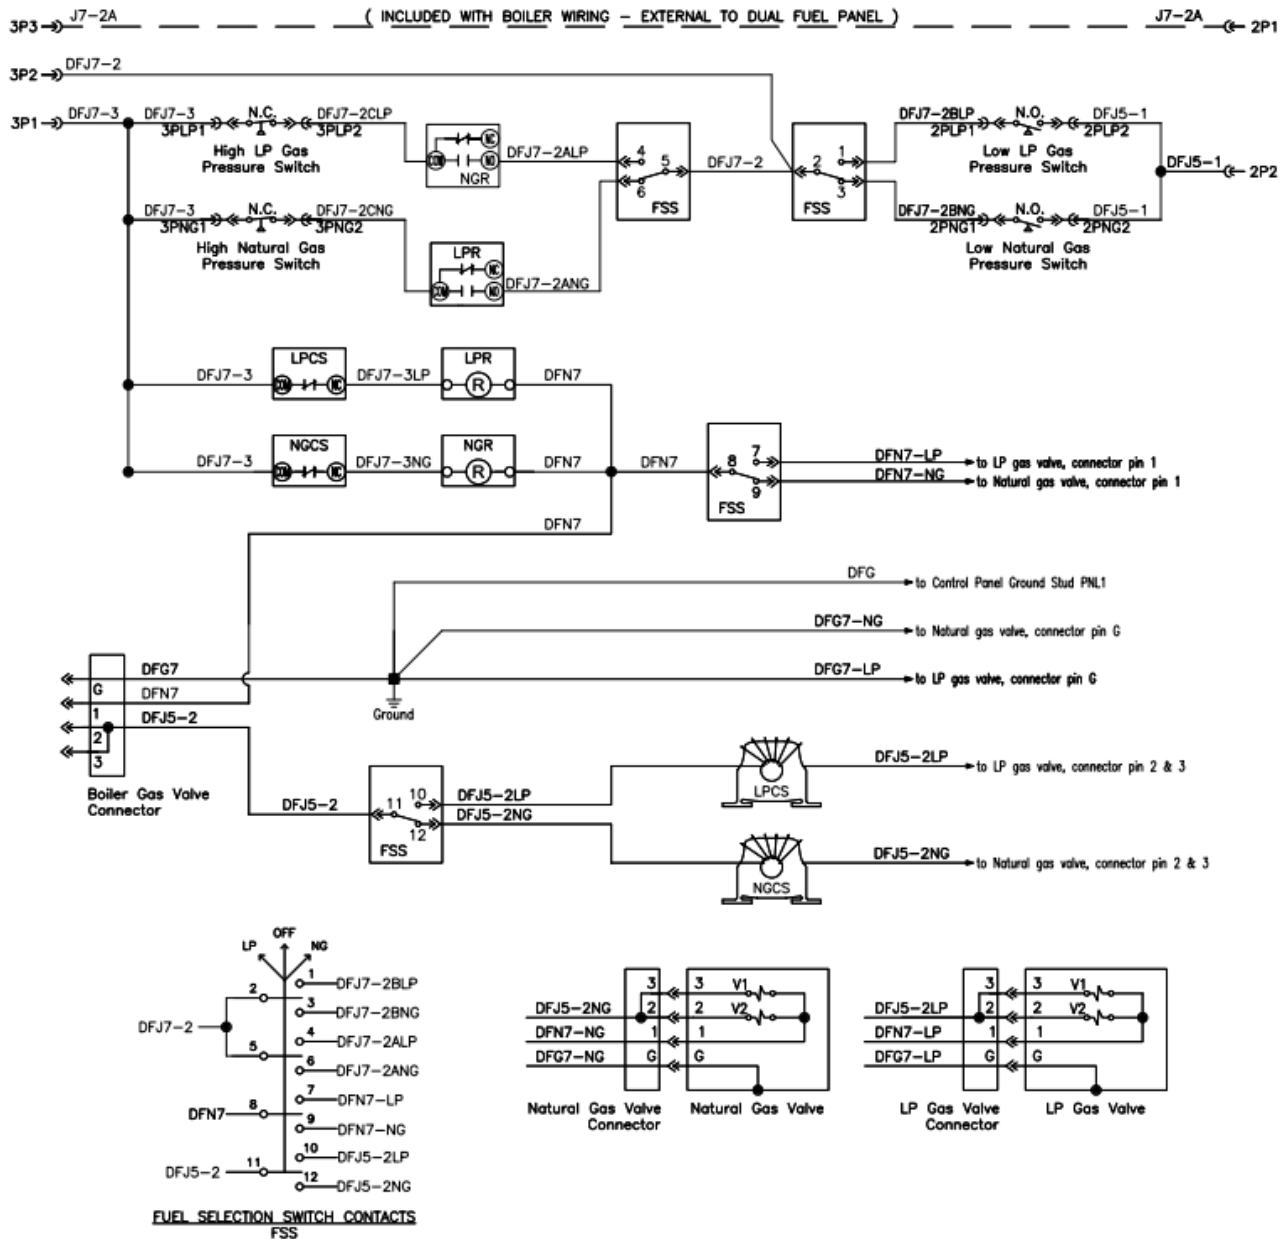 J7-2A ( INCLUDED WITH BOILER WIRING - EXTERNAL TO DUAL FUEL PANEL ) J7-2A
3P3 2P1
DFJ7-2
3P2
3P1 DFJ7-3 DFJ7-3 N.C. DFJ7-2CLP
3PLP1 3PLP2
High LP Gas
Pressure Switch
COM NC NO
NGR
DFJ7-2ALP
4 5 6
FSS
DFJ7-2
1 2 3
FSS
DFJ7-2BLP N.O. DFJ5-1
2PLP1 2PLP2
Low LP Gas
Pressure Switch
DFJ5-1 2P2
DFJ7-3 N.C. DFJ7-2CNG
3PNG1 3PNG2
High Natural Gas
Pressure Switch
LPR
COM NC NO
DFJ7-2ANG
DFJ7-2BNG N.O. DFJ5-1
2PNG1 2PNG2
Low Natural Gas
Pressure Switch
LPCS LPR
DFJ7-3 COM NC DFJ7-3LP R DFN7
NGCS NGR
DFJ7-3 COM NC DFJ7-3NG R DFN7 DFN7
7 8 9
FSS
DFN7-LP to LP gas valve, connector pin 1
DFN7-NG to Natural gas valve, connector pin 1
DFN7
DFG to Control Panel Ground Stud PNL1
DFG7-NG to Natural gas valve, connector pin G
DFG7 DFG7-LP to LP gas valve, connector pin G
G DFN7
Ground
1 DFJ5-2
2
3
Boiler Gas Valve
Connector
DFJ5-2
10 11 12
FSS
DFJ5-2LP
DFJ5-2NG
LPCS
DFJ5-2LP to LP gas valve, connector pin 2 & 3
NGCS
DFJ5-2NG to Natural gas valve, connector pin 2 & 3
OFF
LP NG
1 DFJ7-2BLP
2
3 DFJ7-2BNG
DFJ7-2
4 DFJ7-2ALP
5
6 DFJ7-2ANG
7 DFN7-LP
DFN7 8
9 DFN7-NG
10 DFJ5-2LP
DFJ5-2 11
12 DFJ5-2NG
FUEL SELECTION SWITCH CONTACTS
FSS
3 3 V1
DFJ5-2NG 2 2 V2
DFN7-NG 1 1
DFG7-NG G G
Natural Gas Valve
Connector
Natural Gas Valve
3 3 V1
DFJ5-2LP 2 2 V2
DFN7-LP 1 1
DFG7-LP G G
LP Gas Valve
Connector
LP Gas Valve